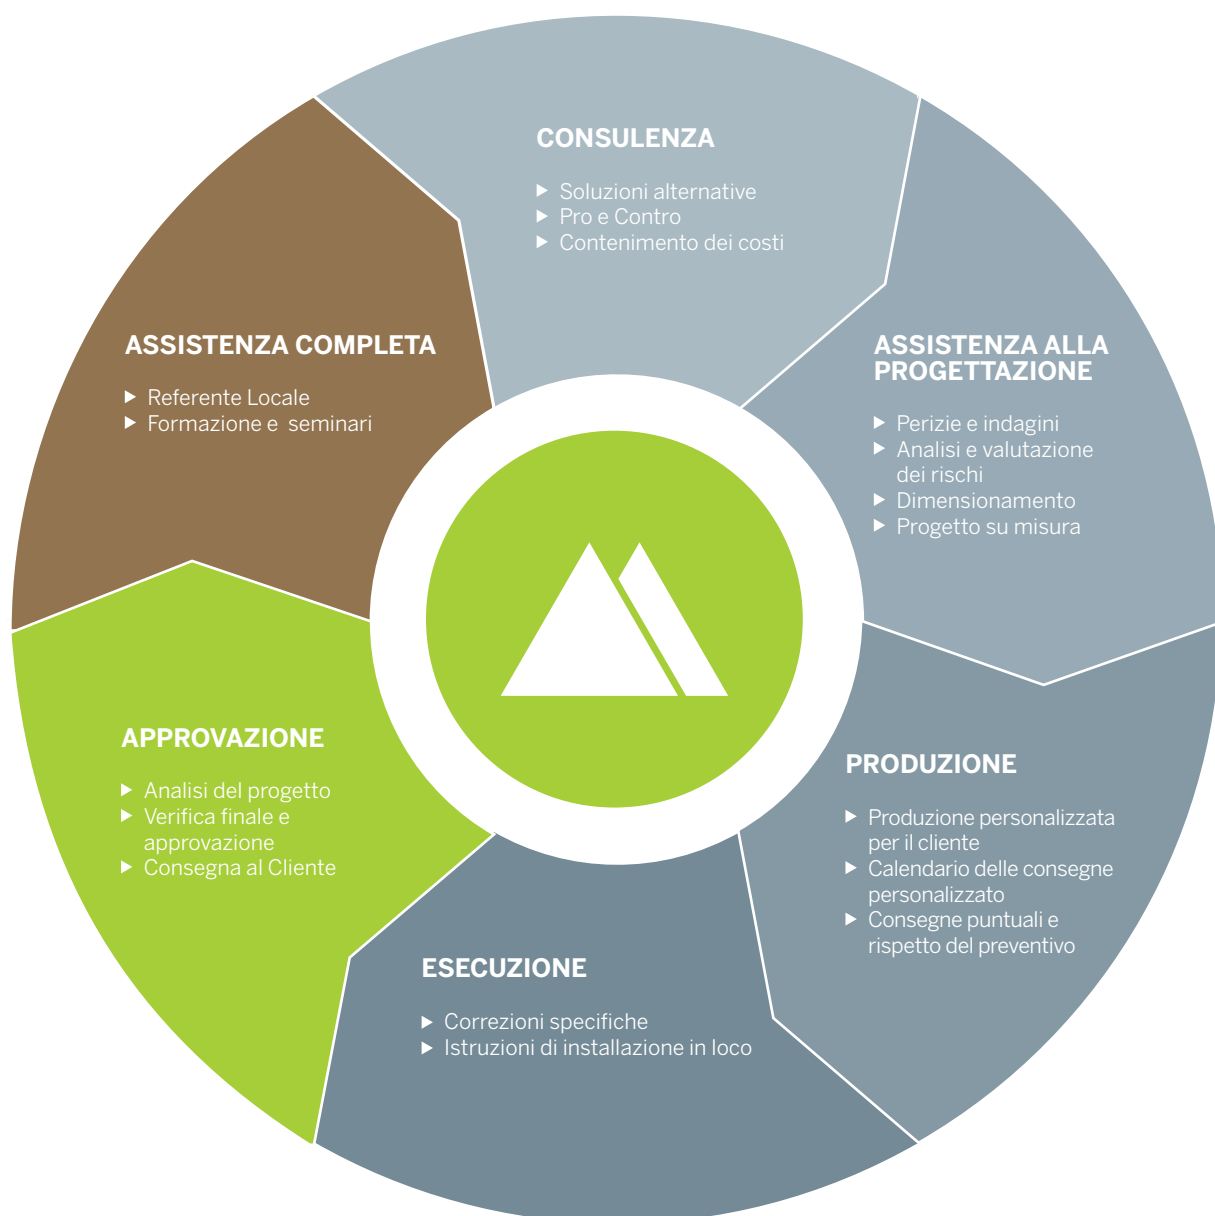 CONSULENZA
Soluzioni alternative
Pro e Contro
Contenimento dei costi
ASSISTENZA ALLA
PROGETTAZIONE
Perizie e indagini
Analisi e valutazione
dei rischi
Dimensionamento
Progetto su misura
PRODUZIONE
Produzione personalizzata
per il cliente
Calendario delle consegne
personalizzato
Consegne puntuali e
rispetto del preventivo
ESECUZIONE
Correzioni specifiche
Istruzioni di installazione in loco
APPROVAZIONE
Analisi del progetto
Verifica finale e
approvazione
Consegna al Cliente
ASSISTENZA COMPLETA
Referente Locale
Formazione e  seminari